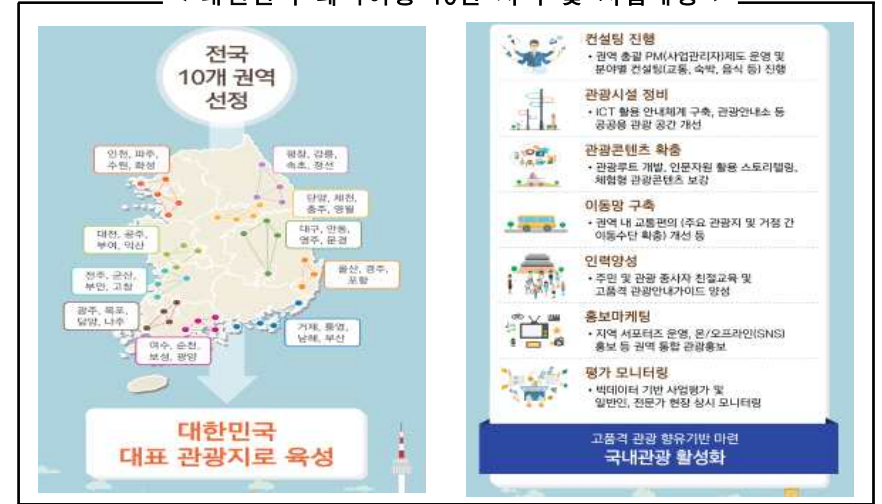 전국
10개 권역
선정
인천, 파주,
수원, 화성
평창, 강릉,
속초, 정선
단양, 제천,
충주, 영월
대전, 공주,
부여, 익산
대구, 안동,
영주, 문경
전주, 군산,
부안, 고창
울산, 경주,
포항
광주, 목포,
담양, 나주
거제, 통영,
남해, 부산
여수, 순천,
보성, 광양
대한민국
대표 관광지로 육성
컨설팅 진행
• 권역 총괄 PM(사업관리자)제도 운영 및
분야별 컨설팅(교통, 숙박, 음식 등) 진행
관광시설 정비
• ICT 활용 안내체계 구축, 관광안내소 등
공공용 관광 공간 개선
관광콘텐츠 확충
• 관광루트 개발, 인문자원 활용 스토리텔링,
체험형 관광콘텐츠 보강
이동망 구축
• 권역 내 교통편의 (주요 관광지 및 거점 간
이동수단 확충) 개선 등
인력양성
• 주민 및 관광 종사자 친절교육 및
고품격 관광안내가이드 양성
홍보마케팅
• 지역 서포터즈 운영, 온/오프라인(SNS)
홍보 등 권역 통합 관광홍보
평가 모니터링
• 빅데이터 기반 사업평가 및
일반인, 전문가 현장 상시 모니터링
고품격 관광 향유기반 마련
국내관광 활성화